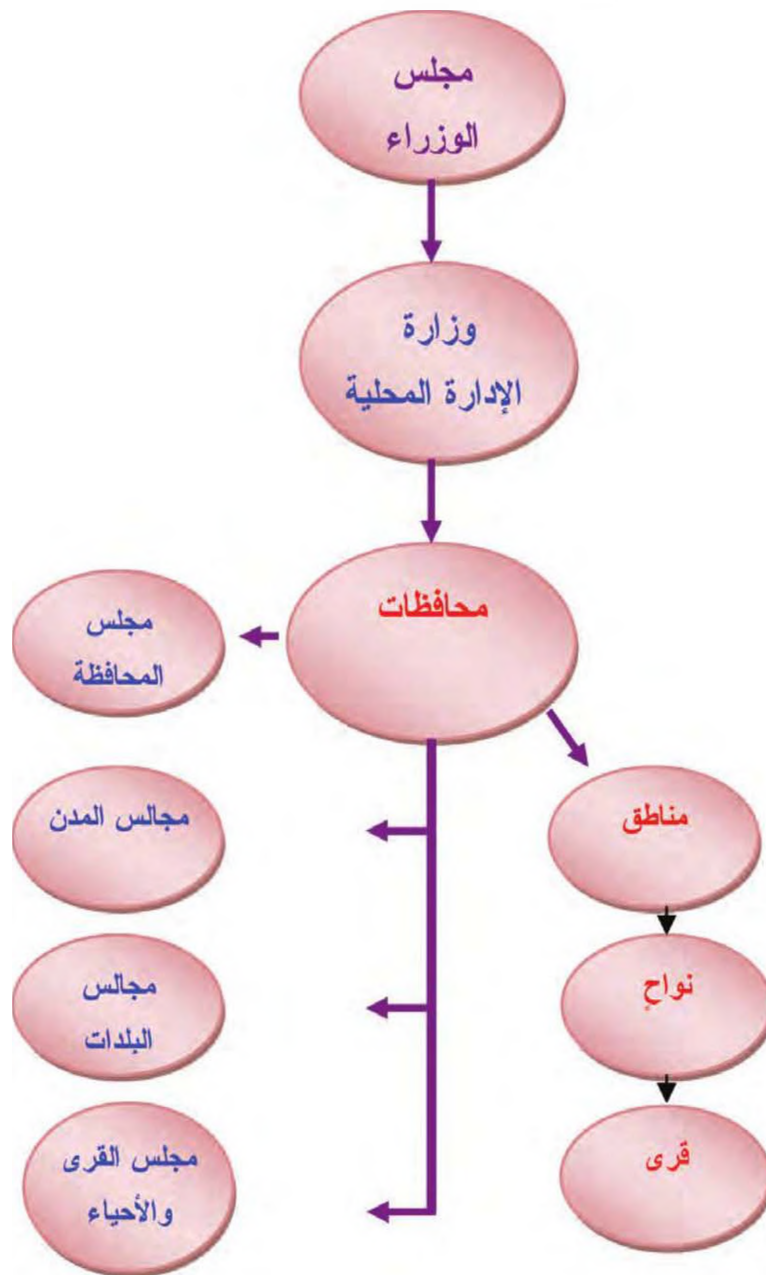 مجلس
الوزراء
وزارة
الإدارة المحلية
محافظات
مجلس
المحافظة
مناطق
مجالس المدن
نواحٍ
مجالس
البلدات
قرى
مجلس القرى
والأحياء